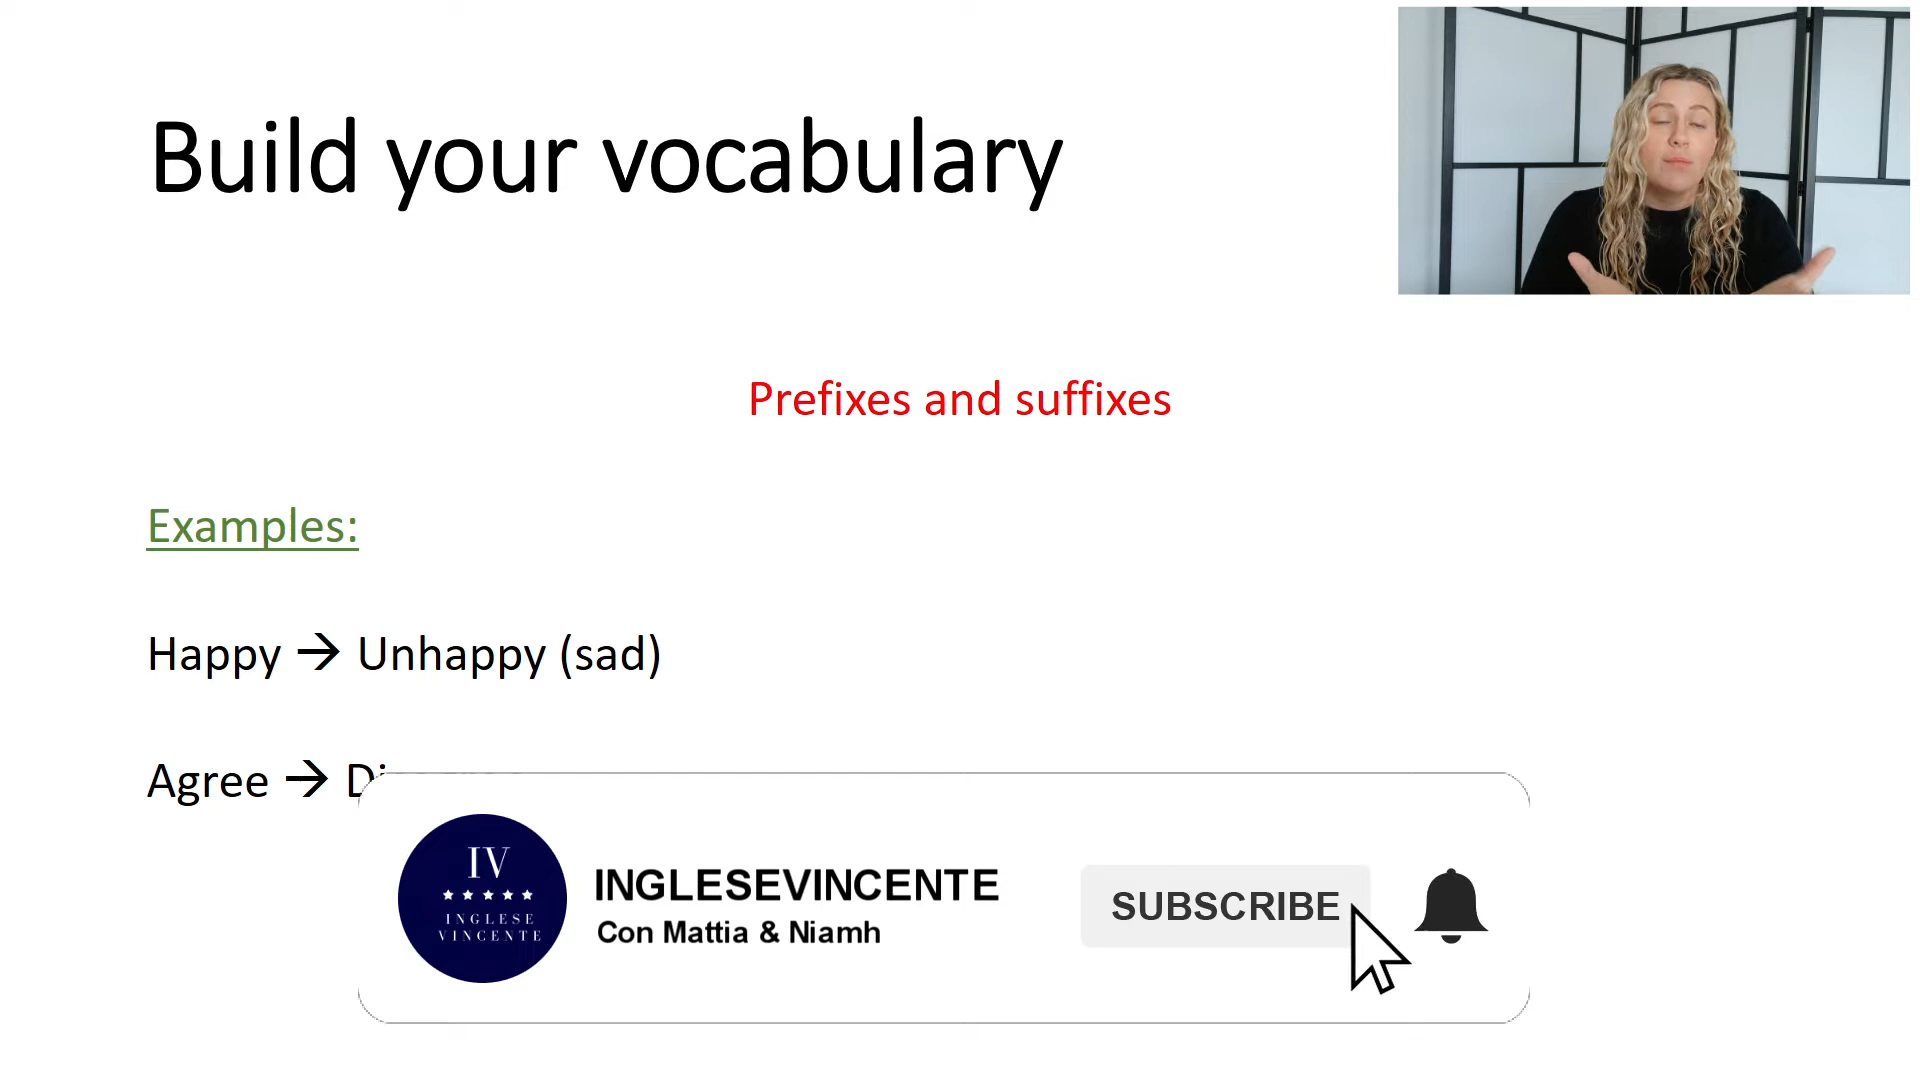 Build your vocabulary
Prefixes and suffixes
Examples:
Happy → Unhappy (sad)
Agree →
IV
INGLESE
VINCENTE
INGLESEVINCENTE
Con Mattia & Niamh
SUBSCRIBE